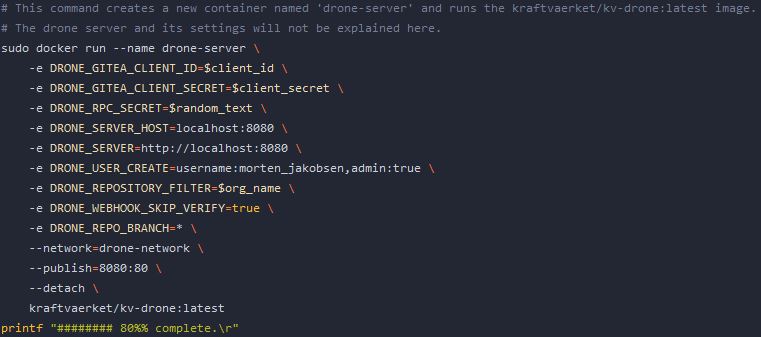 # This command creates a new container named 'drone-server' and runs the kraftvaerket/kv-drone:latest image.
# The drone server and its settings will not be explained here.
sudo docker run --name drone-server \
    -e DRONE_GITEA_CLIENT_ID=$client_id \
    -e DRONE_GITEA_CLIENT_SECRET=$client_secret \
    -e DRONE_RPC_SECRET=$random_text \
    -e DRONE_SERVER_HOST=localhost:8080 \
    -e DRONE_SERVER=http://localhost:8080 \
    -e DRONE_USER_CREATE=username:morten_jakobsen,admin:true \
    -e DRONE_REPOSITORY_FILTER=$org_name \
    -e DRONE_WEBHOOK_SKIP_VERIFY=true \
    -e DRONE_REPO_BRANCH=* \
    --network=drone-network \
    --publish=8080:80 \
    --detach \
    kraftvaerket/kv-drone:latest
printf "######## 80%% complete.\r"